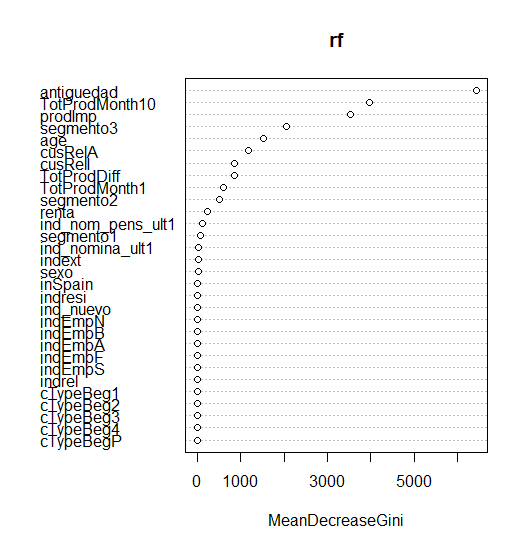 rf
antiguedad
TotProdMonth10
prodImp
segmento3
age
cusRelA
cusRelI
TotProdDiff
TotProdMonth1
segmento2
renta
ind_nom_pens_ult1
segmento1
ind_nomina_ult1
indext
sexo
inSpain
indresi
ind_nuevo
indEmpN
indEmpB
indEmpA
indEmpF
indEmpS
indrel
cTypeBeg1
cTypeBeg2
cTypeBeg3
cTypeBeg4
cTypeBegP
0 1000 3000 5000
MeanDecreaseGini